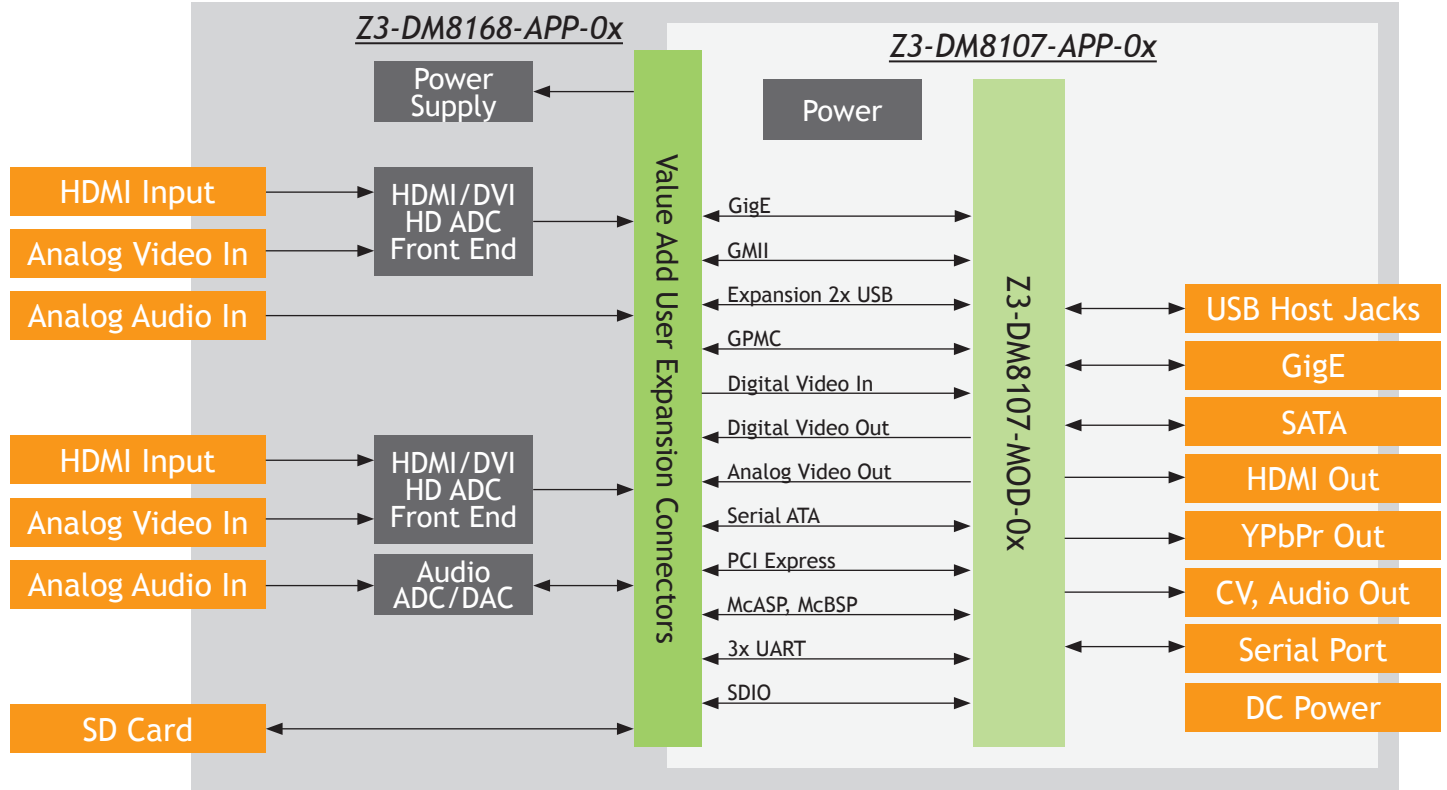 Z3-DM8168-APP-0x
Z3-DM8107-APP-0x
Power
Supply
Power
HDMI Input
Analog Video In
Analog Audio In
HDMI/DVI
HD ADC
Front End
HDMI Input
Analog Video In
Analog Audio In
HDMI/DVI
HD ADC
Front End
Audio
ADC/DAC
SD Card
Value Add User Expansion Connectors
GigE
GMII
Expansion 2x USB
GPMC
Digital Video In
Digital Video Out
Analog Video Out
Serial ATA
PCI Express
McASP, McBSP
3x UART
SDIO
Z3-DM8107-MOD-0x
USB Host Jacks
GigE
SATA
HDMI Out
YPbPr Out
CV, Audio Out
Serial Port
DC Power